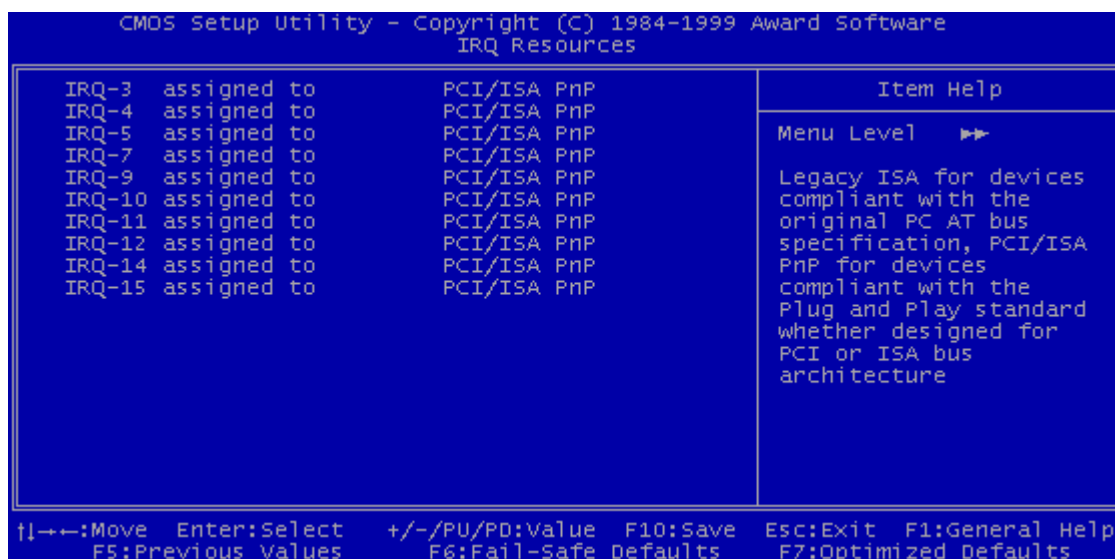 CMOS Setup Utility - Copyright (C) 1984-1999 Award Software
IRQ Resources
IRQ-3 assigned to PCI/ISA PnP
IRQ-4 assigned to PCI/ISA PnP
IRQ-5 assigned to PCI/ISA PnP
IRQ-7 assigned to PCI/ISA PnP
IRQ-9 assigned to PCI/ISA PnP
IRQ-10 assigned to PCI/ISA PnP
IRQ-11 assigned to PCI/ISA PnP
IRQ-12 assigned to PCI/ISA PnP
IRQ-14 assigned to PCI/ISA PnP
IRQ-15 assigned to PCI/ISA PnP
Item Help
Menu Level ►►
Legacy ISA for devices
compliant with the
original PC AT bus
specification, PCI/ISA
PnP for devices
compliant with the
Plug and Play standard
whether designed for
PCI or ISA bus
architecture
↑↓→←:Move Enter:Select +/-/PU/PD:Value F10:Save Esc:Exit F1:General Help
F5:Previous Values F6:Fail-Safe Defaults F7:Optimized Defaults